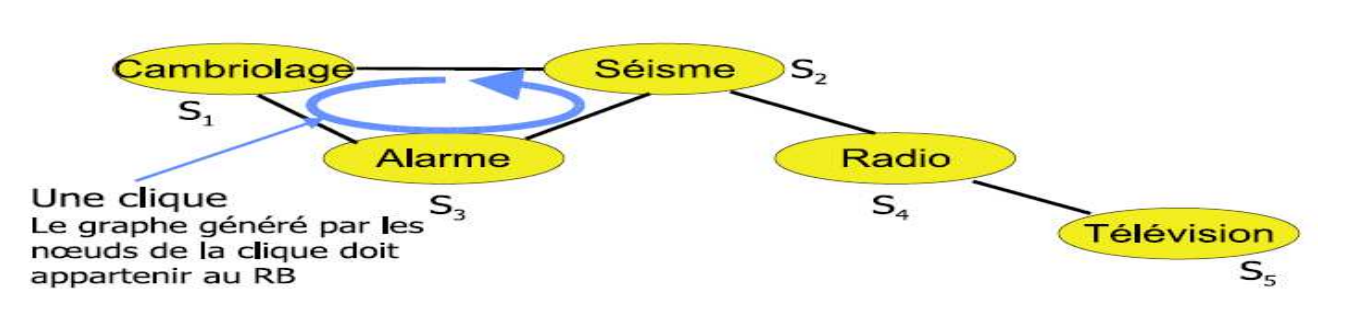 Cambriolage
Séisme
S₂
S₁
Alarme
Radio
Une clique
S₃
S₄
Le graphe généré par les
nœuds de la clique doit
appartenir au RB
Télévision
S₅